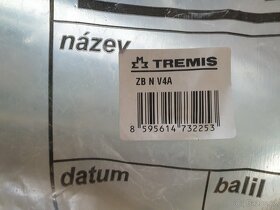 název
TREMIS
ZB N V4A
8 595614 732253
datum
balil